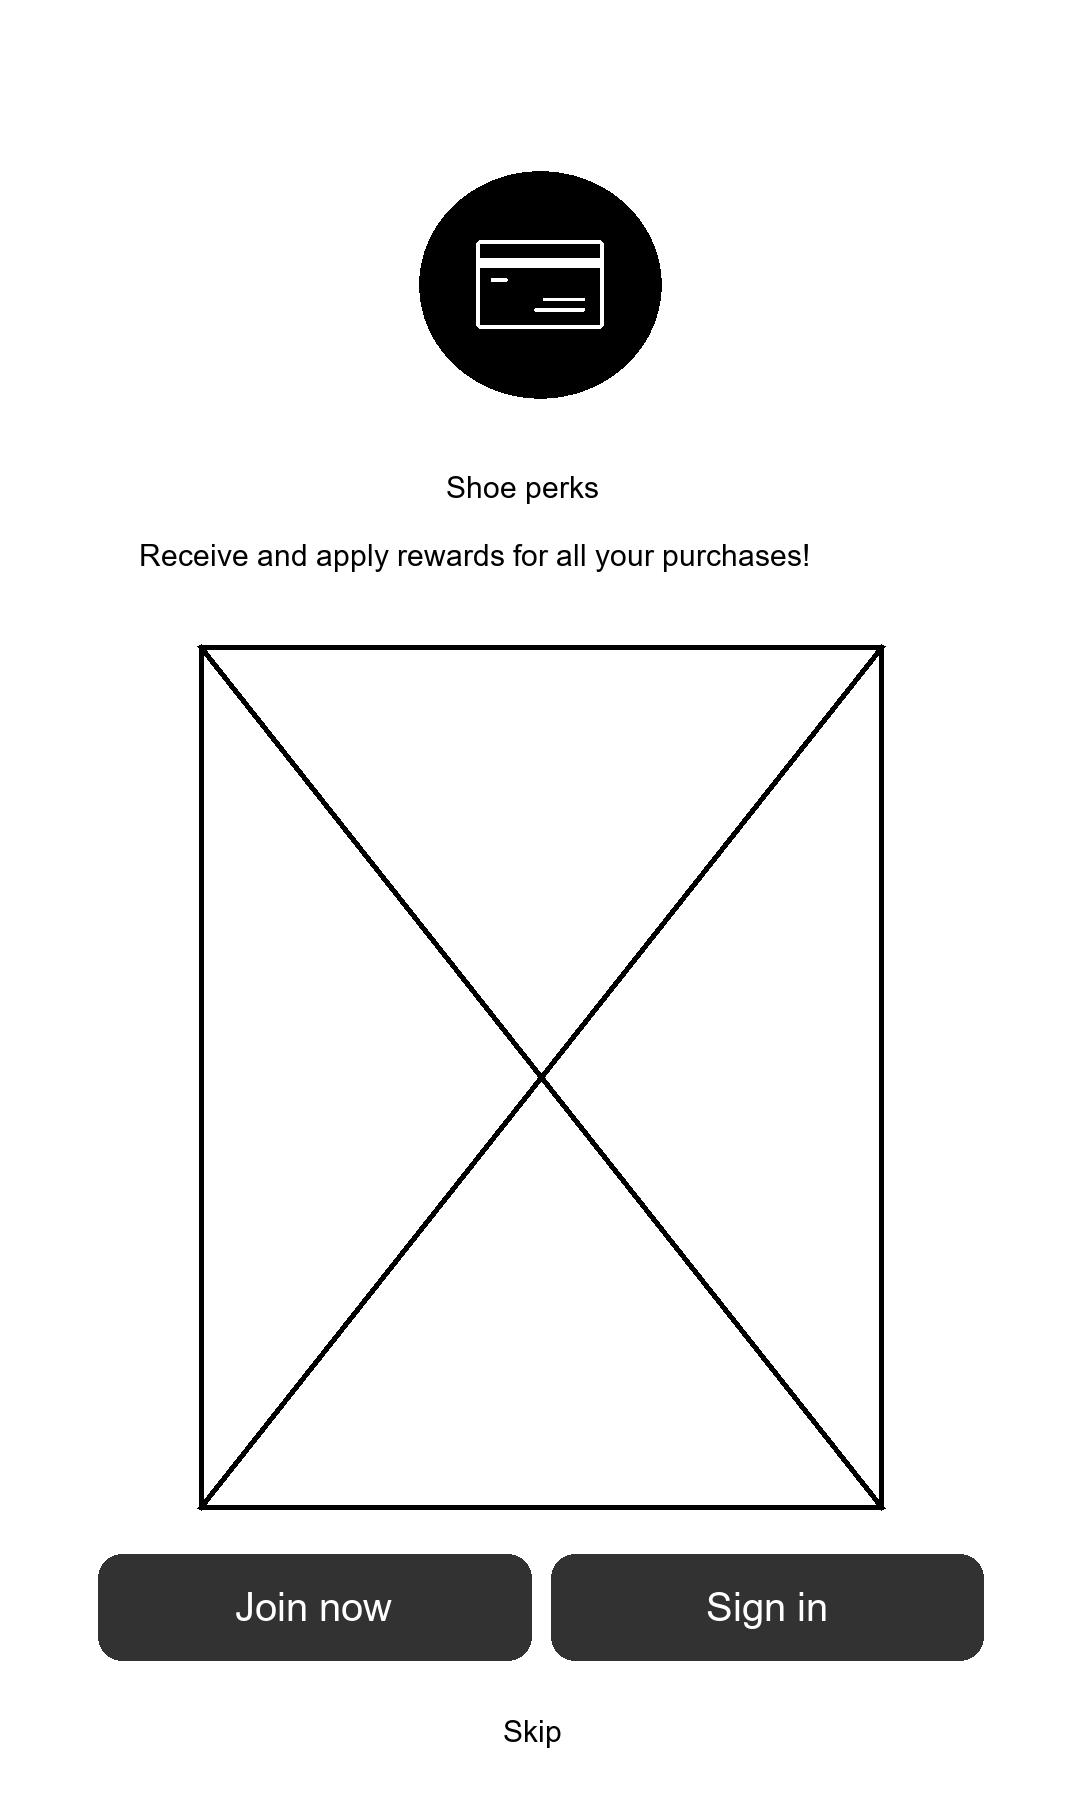 Shoe perks
Receive and apply rewards for all your purchases!
Join now
Sign in
Skip